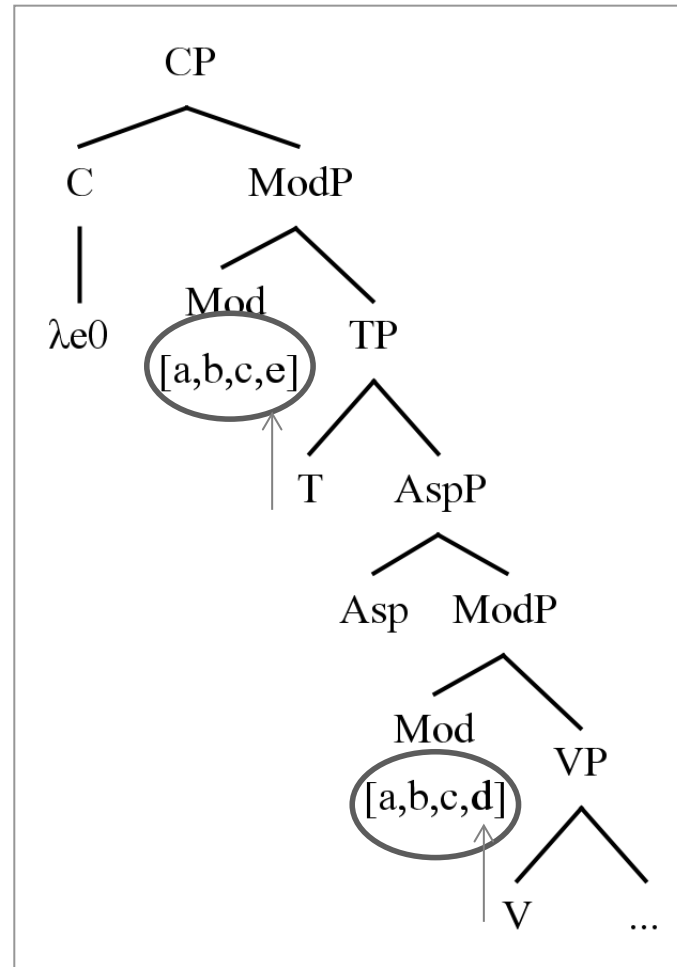 CP
C ModP
λe0 Mod TP
[a,b,c,e]
T AspP
Asp ModP
Mod VP
[a,b,c,d]
V ...